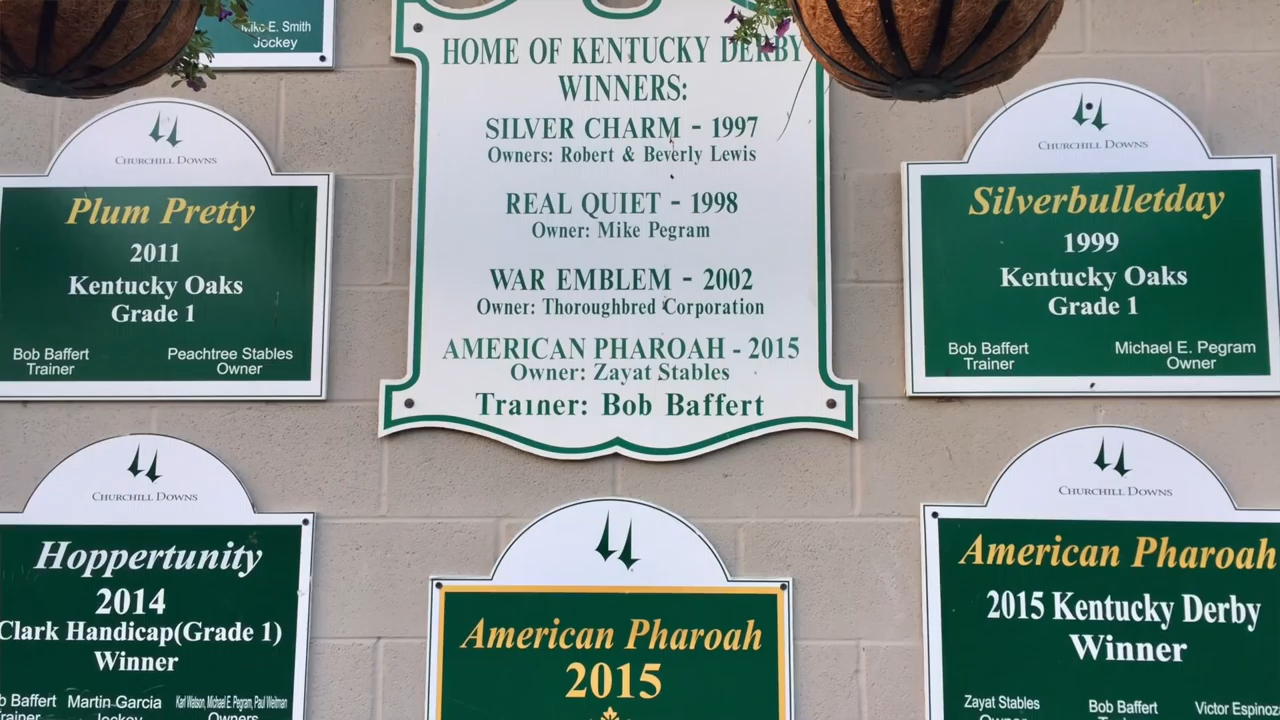 Mike E. Smith
Jockey
HOME OF KENTUCKY DERBY
WINNERS:
SILVER CHARM - 1997
Owners: Robert & Beverly Lewis
REAL QUIET - 1998
Owner: Mike Pegram
WAR EMBLEM - 2002
Owner: Thoroughbred Corporation
AMERICAN PHAROAH - 2015
Owner: Zayat Stables
Trainer: Bob Baffert
CHURCHILL DOWNS
Plum Pretty
2011
Kentucky Oaks
Grade 1
Bob Baffert Peachtree Stables
Trainer Owner
CHURCHILL DOWNS
Silverbulletday
1999
Kentucky Oaks
Grade 1
Bob Baffert Michael E. Pegram
Trainer Owner
CHURCHILL DOWNS
Hoppertunity
2014
Clark Handicap(Grade 1)
Winner
b Baffert Martin Garcia Karl Watson, Michael E. Pegram, Paul Weitman
rainer Jockey Owners
American Pharoah
2015
CHURCHILL DOWNS
American Pharoah
2015 Kentucky Derby
Winner
Zayat Stables Bob Baffert Victor Espinoz
Owner